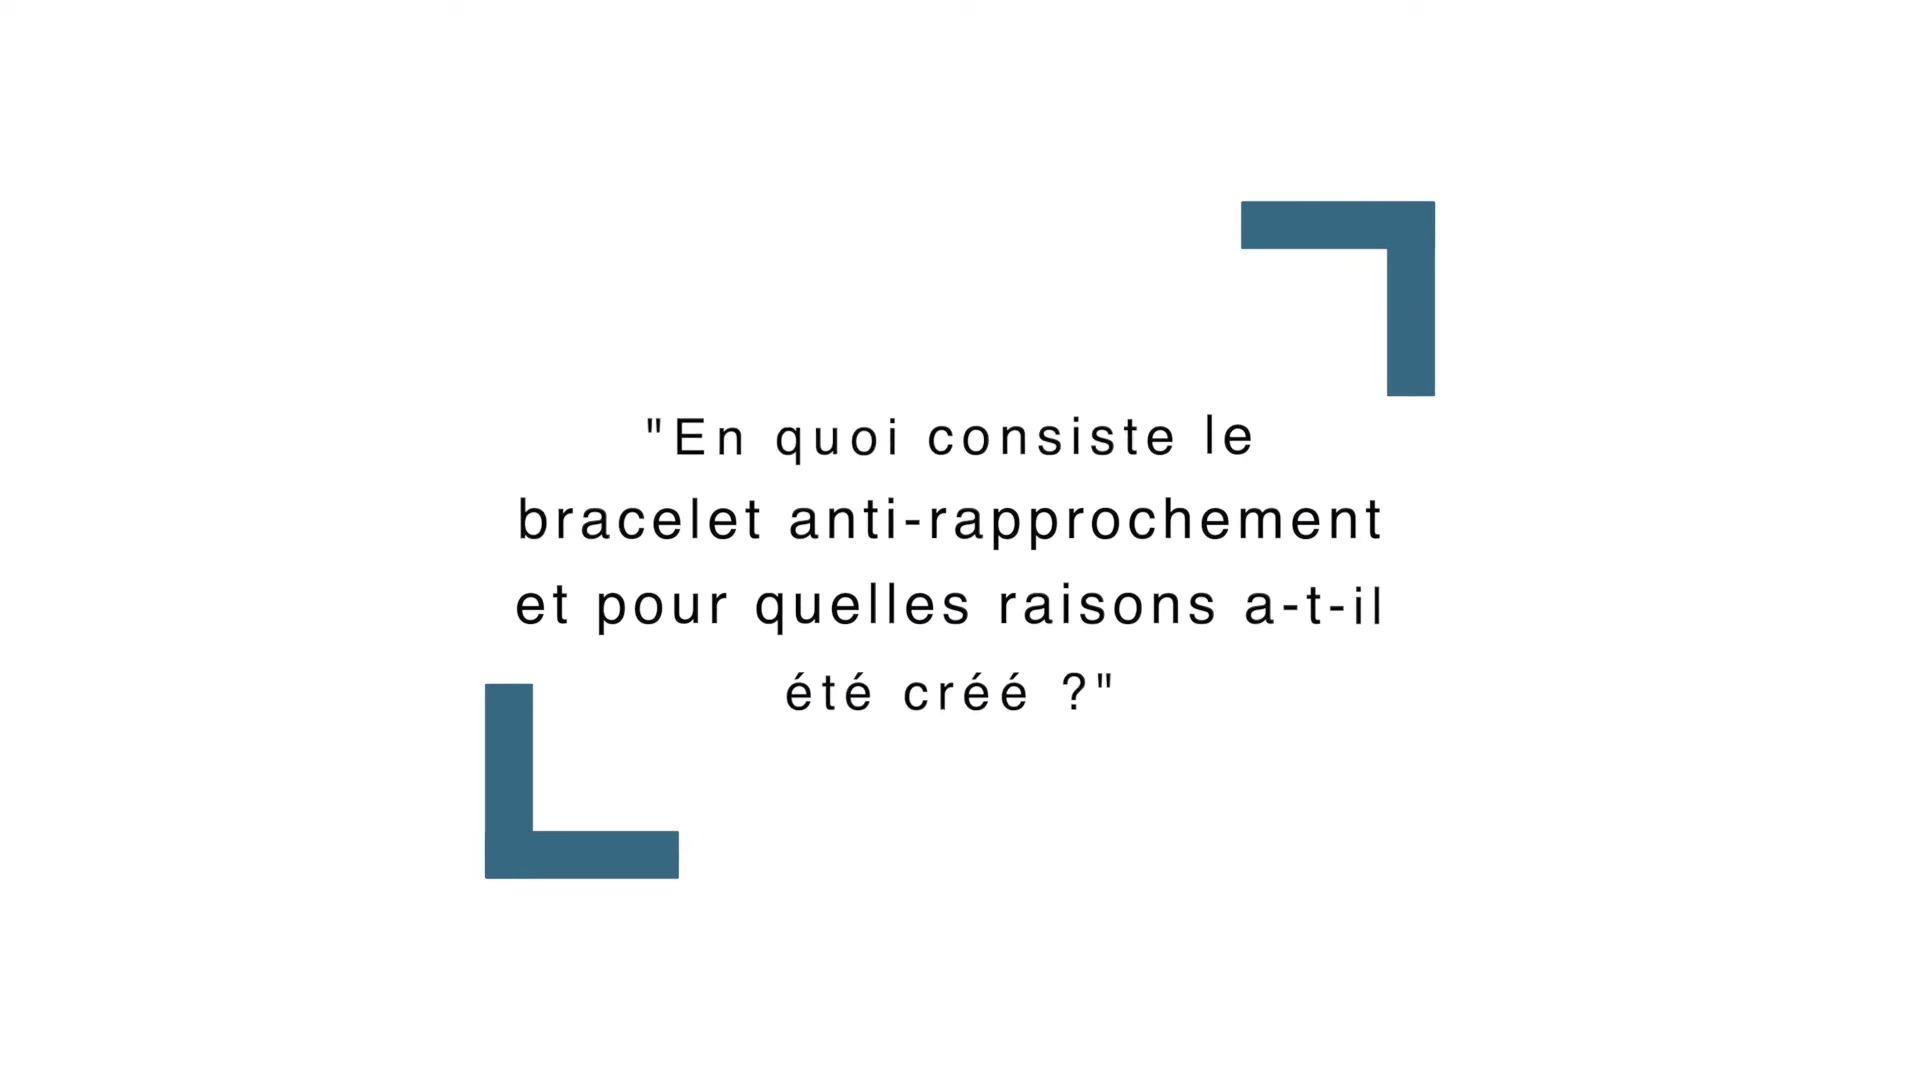 "En quoi consiste le
bracelet anti-rapprochement
et pour quelles raisons a-t-il
été créé ?"